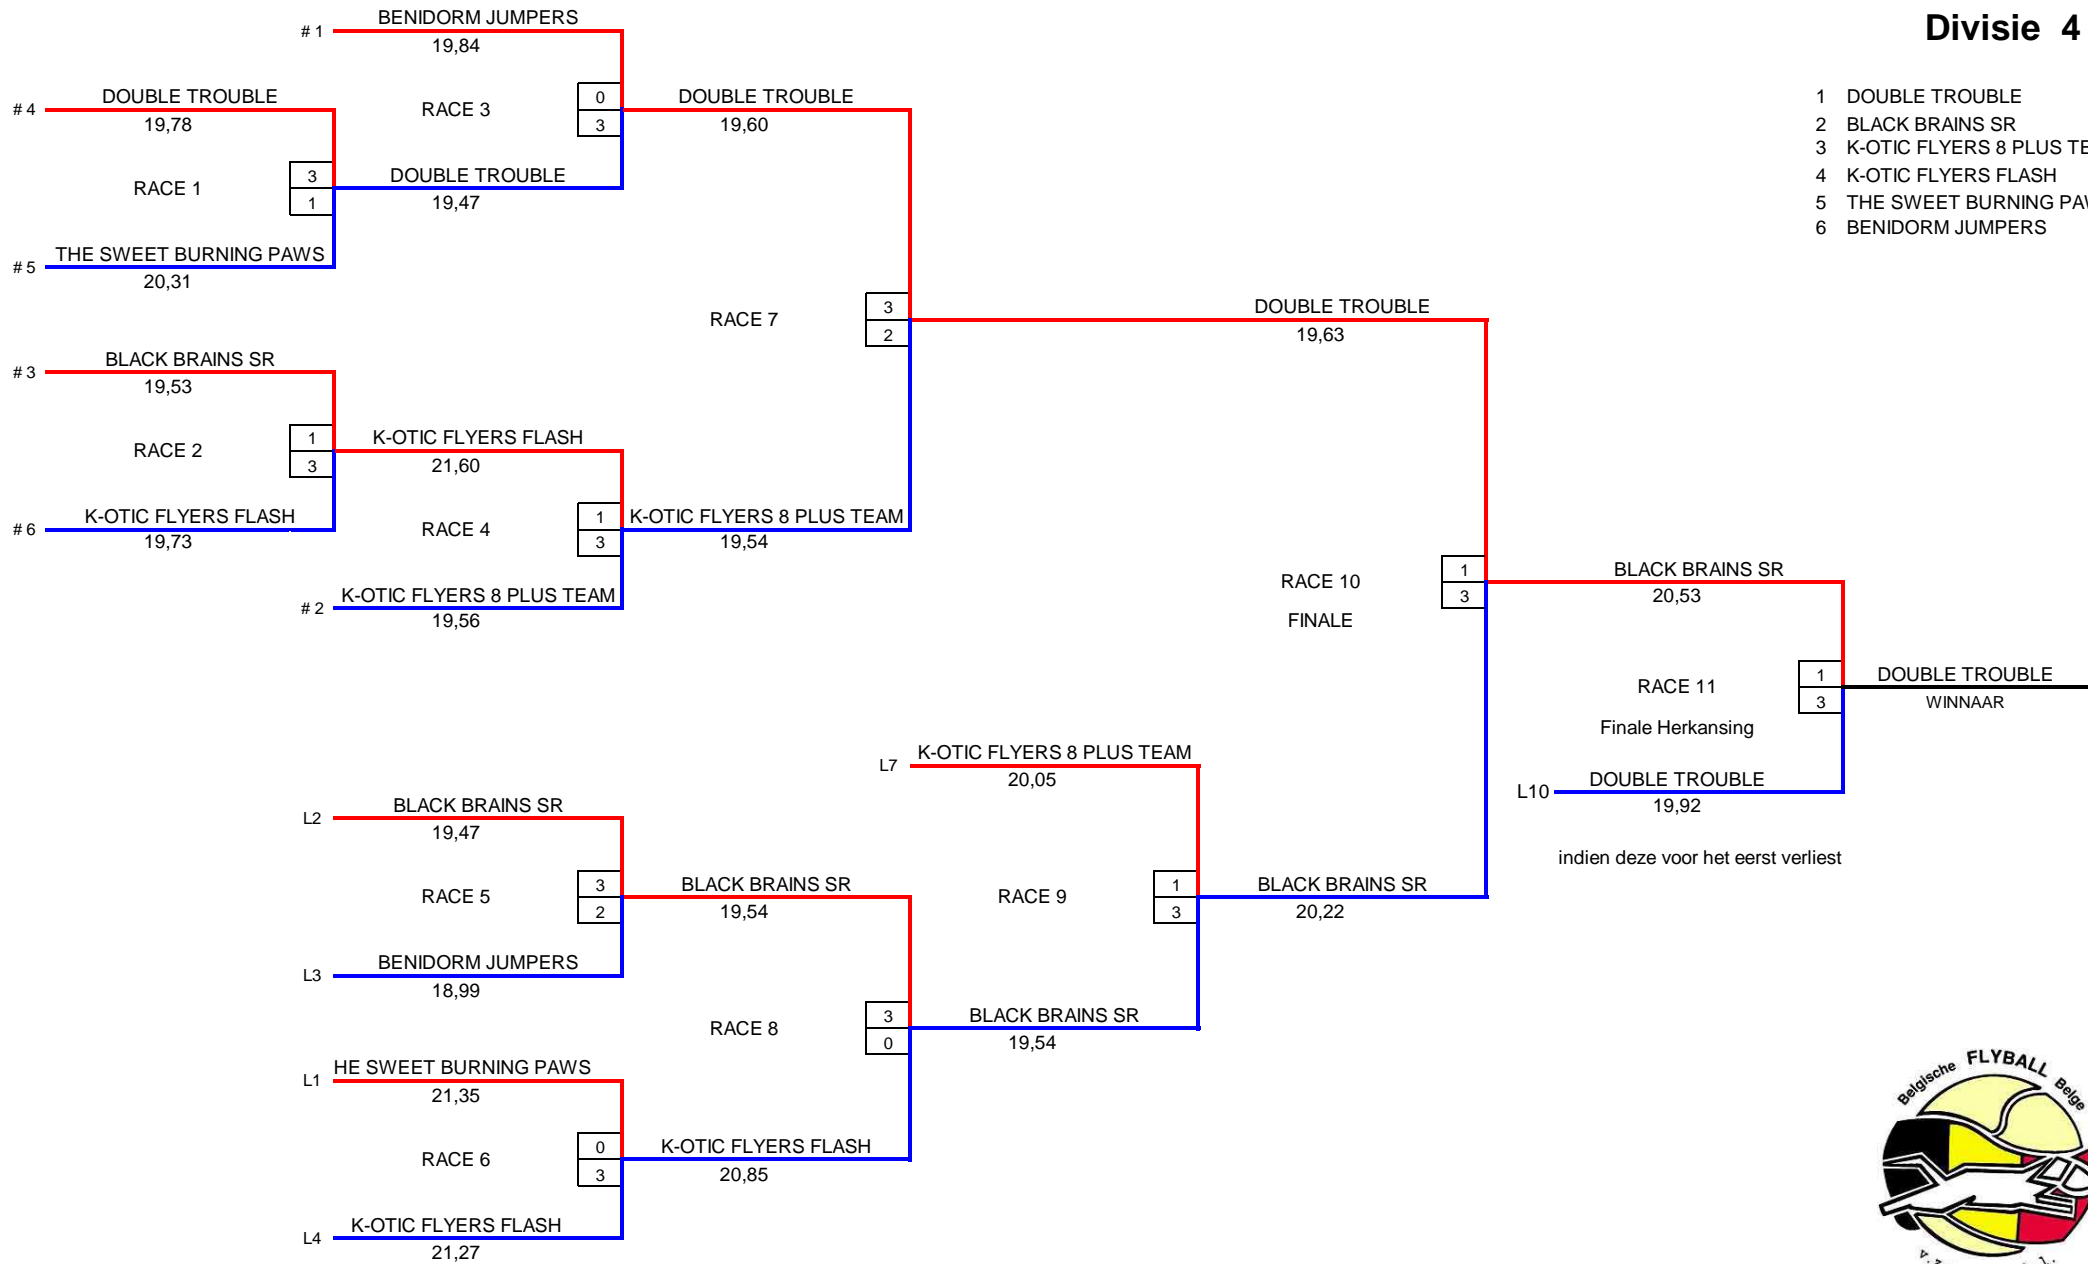 Divisie 4
1 DOUBLE TROUBLE
2 BLACK BRAINS SR
3 K-OTIC FLYERS 8 PLUS TE
4 K-OTIC FLYERS FLASH
5 THE SWEET BURNING PAW
6 BENIDORM JUMPERS
# 1
BENIDORM JUMPERS
19,84
# 4
DOUBLE TROUBLE
19,78
RACE 3
0
3
DOUBLE TROUBLE
19,60
RACE 1
3
1
DOUBLE TROUBLE
19,47
# 5
THE SWEET BURNING PAWS
20,31
RACE 7
3
2
DOUBLE TROUBLE
19,63
# 3
BLACK BRAINS SR
19,53
RACE 2
1
3
K-OTIC FLYERS FLASH
21,60
# 6
K-OTIC FLYERS FLASH
19,73
RACE 4
1
3
K-OTIC FLYERS 8 PLUS TEAM
19,54
# 2
K-OTIC FLYERS 8 PLUS TEAM
19,56
RACE 10
FINALE
1
3
BLACK BRAINS SR
20,53
RACE 11
Finale Herkansing
1
3
DOUBLE TROUBLE
WINNAAR
L10
DOUBLE TROUBLE
19,92
indien deze voor het eerst verliest
L7
K-OTIC FLYERS 8 PLUS TEAM
20,05
L2
BLACK BRAINS SR
19,47
RACE 5
3
2
BLACK BRAINS SR
19,54
RACE 9
1
3
BLACK BRAINS SR
20,22
L3
BENIDORM JUMPERS
18,99
RACE 8
3
0
BLACK BRAINS SR
19,54
L1
HE SWEET BURNING PAWS
21,35
RACE 6
0
3
K-OTIC FLYERS FLASH
20,85
L4
K-OTIC FLYERS FLASH
21,27
Belgische FLYBALL Belge